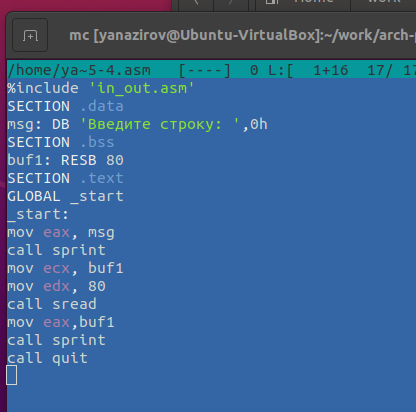 Home
work
mc [yanazirov@Ubuntu-VirtualBox]:~/work/arch-
/home/ya~5-4.asm [----] 0 L:[ 1+16 17/ 17
%include 'in_out.asm'
SECTION .data
msg: DB 'Введите строку: ',0h
SECTION .bss
buf1: RESB 80
SECTION .text
GLOBAL _start
_start:
mov eax, msg
call sprint
mov ecx, buf1
mov edx, 80
call sread
mov eax,buf1
call sprint
call quit